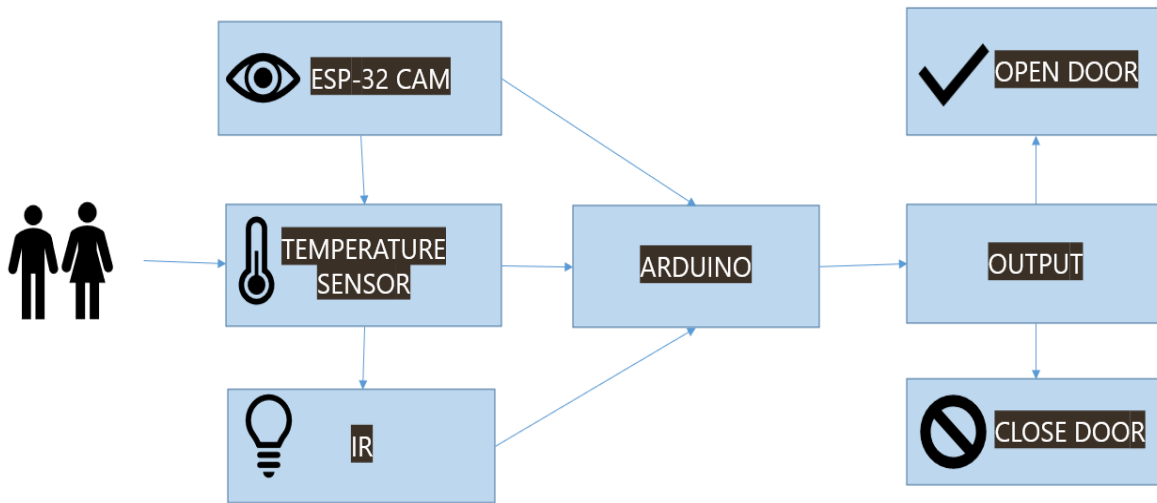 ESP-32 CAM
OPEN DOOR
TEMPERATURE
SENSOR
ARDUINO
OUTPUT
IR
CLOSE DOOR